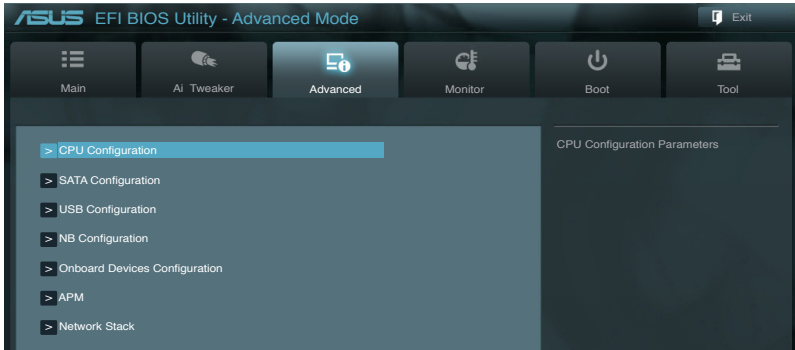 ASUS EFI BIOS Utility - Advanced Mode
Exit
Main
Ai Tweaker
Advanced
Monitor
Boot
Tool
> CPU Configuration
> SATA Configuration
> USB Configuration
> NB Configuration
> Onboard Devices Configuration
> APM
> Network Stack
CPU Configuration Parameters